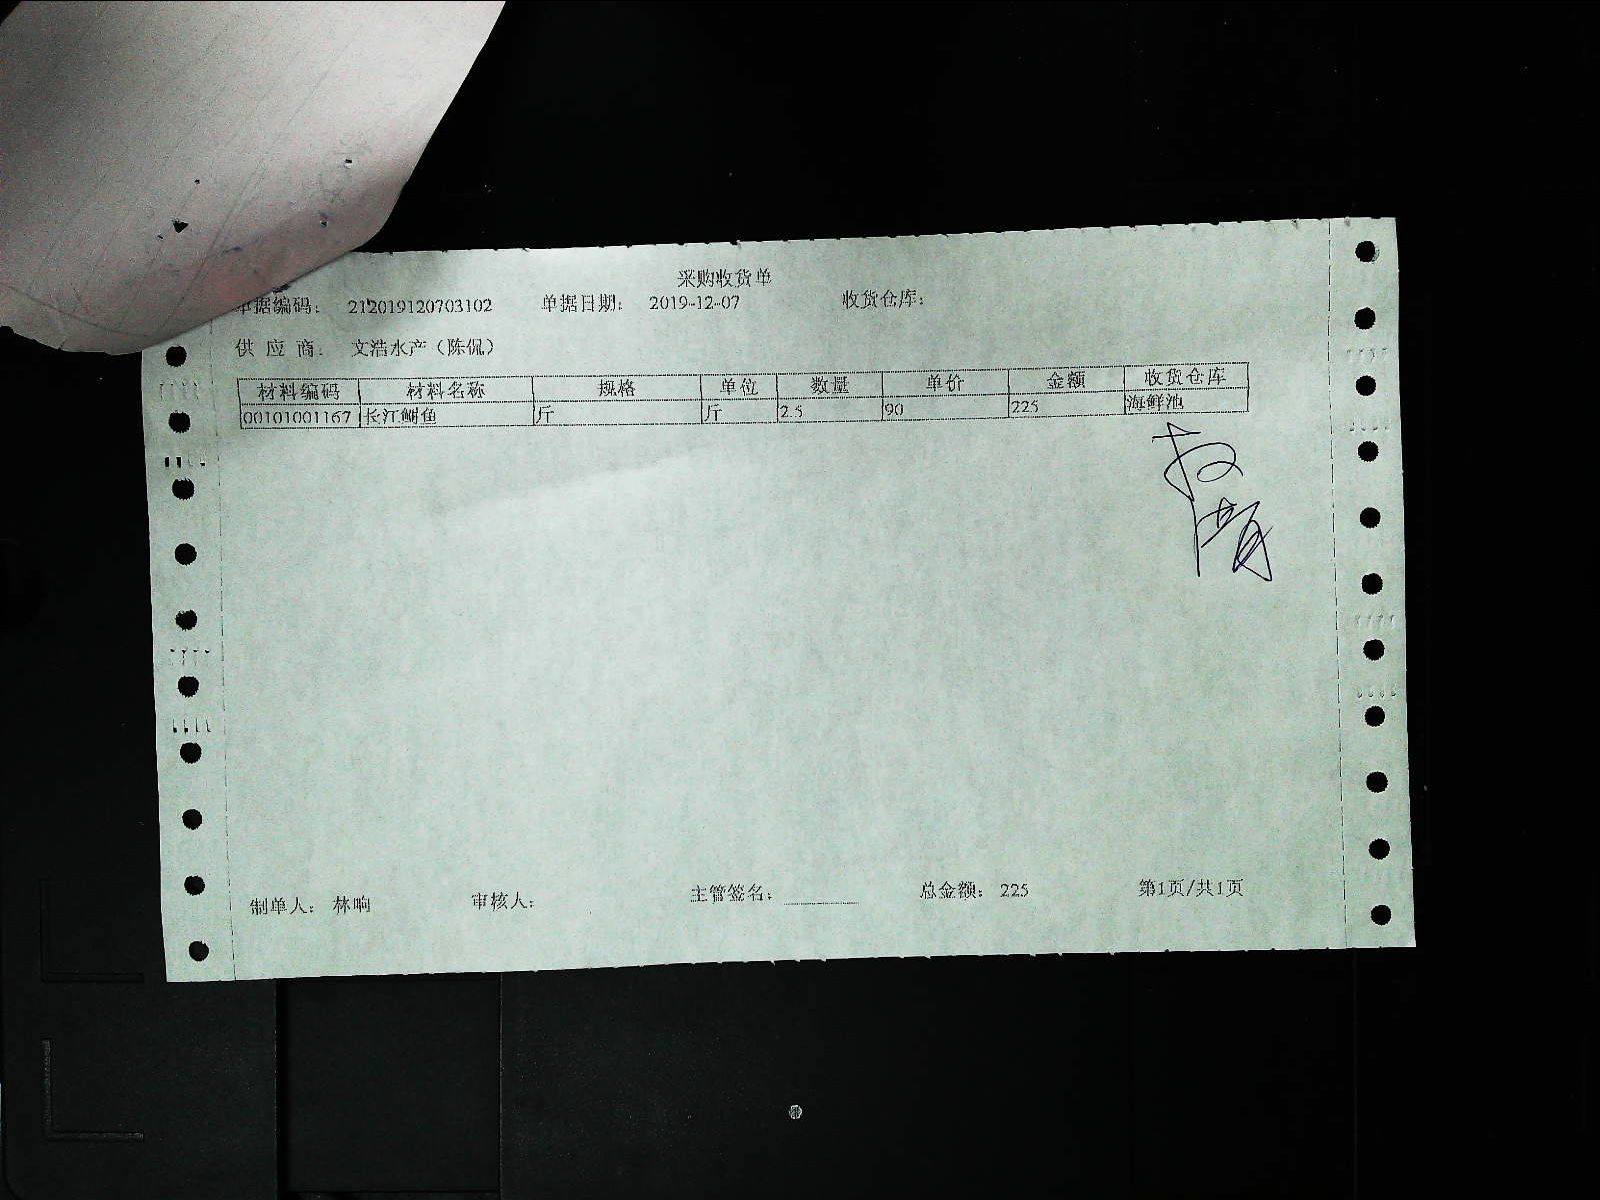 采购收货单
单据编码： 212019120703102 单据日期： 2019-12-07 收货仓库：
供 应 商： 文浩水产（陈侃）
材料编码 材料名称 规格 单位 数量 单价 金额 收货仓库
00101001167 长江鮰鱼 斤 斤 2.5 90 225 海鲜池
制单人： 林响 审核人： 主管签名： 总金额： 225 第1页/共1页